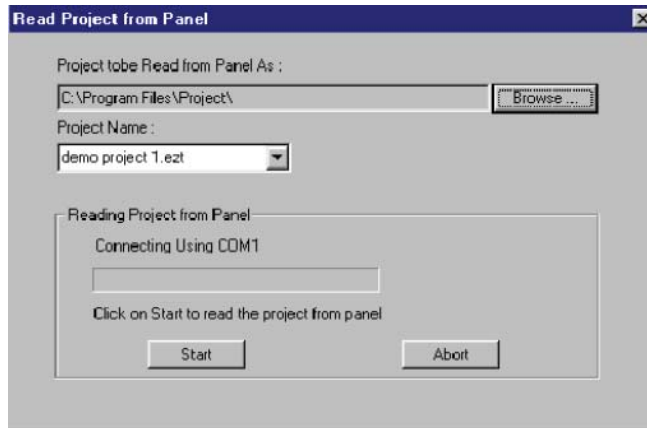 Read Project from Panel
Project tobe Read from Panel As :
C:\Program Files\Project\
Browse ...
Project Name :
demo project 1.ezt
Reading Project from Panel
Connecting Using COM1
Click on Start to read the project from panel
Start
Abort